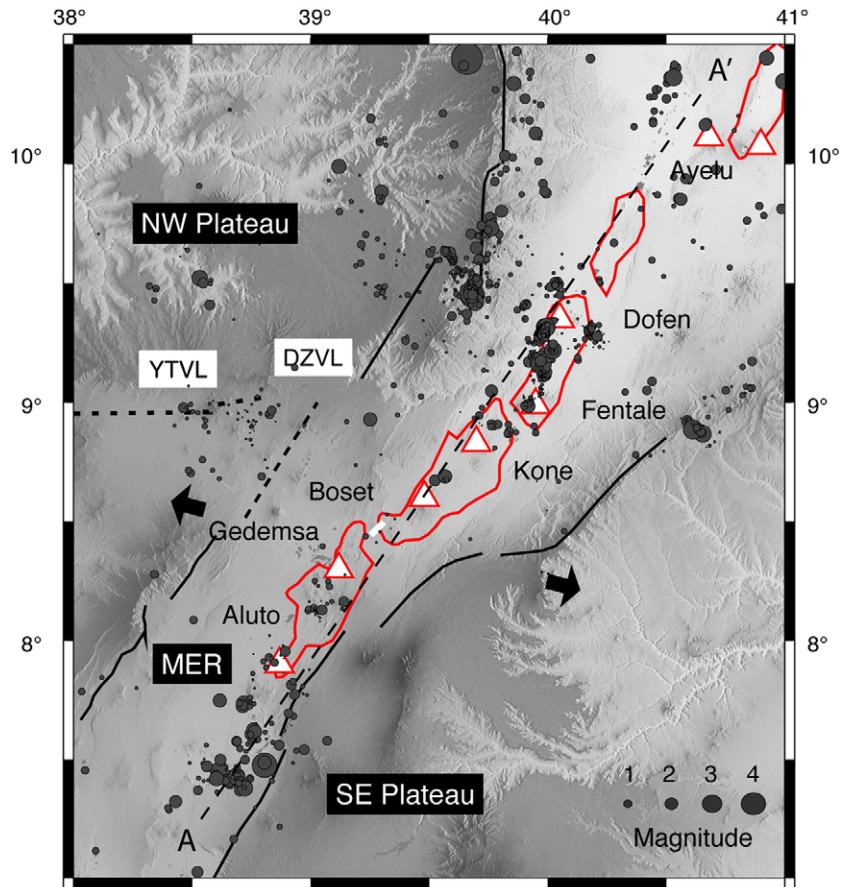 38° 39° 40° 41°
A'
10° 10°
Ayelu
NW Plateau
Dofen
YTVL DZVL
9° 9°
Fentale
Kone
Boset
Gedemsa
Aluto
8° 8°
MER
SE Plateau
1 2 3 4
A Magnitude